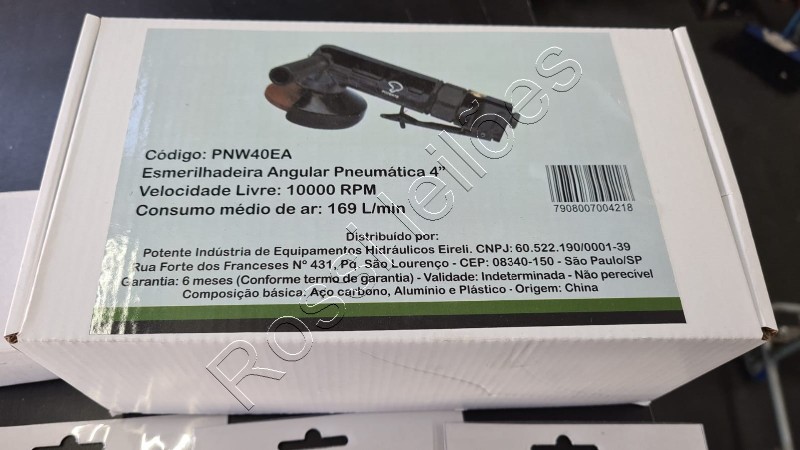 Código: PNW40EA
Esmerilhadeira Angular Pneumática 4”
Velocidade Livre: 10000 RPM
Consumo médio de ar: 169 L/min
7908007004218
Distribuído por:
Potente Indústria de Equipamentos Hidráulicos Eireli. CNPJ: 60.522.190/0001-39
Rua Forte dos Franceses Nº 431, Pq. São Lourenço - CEP: 08340-150 - São Paulo/SP
Garantia: 6 meses (Conforme termo de garantia) - Validade: Indeterminada - Não perecível
Composição básica: Aço carbono, Alumínio e Plástico - Origem: China
Rossi leilões